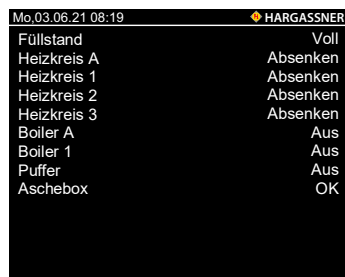 Mo,03.06.21 08:19 HARGASSNER
Füllstand Voll
Heizkreis A Absenken
Heizkreis 1 Absenken
Heizkreis 2 Absenken
Heizkreis 3 Absenken
Boiler A Aus
Boiler 1 Aus
Puffer Aus
Aschebox OK